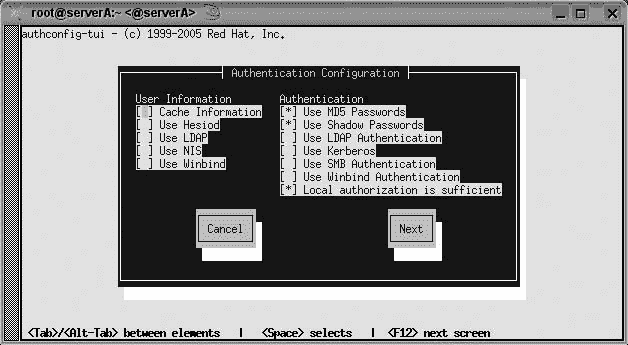 root@serverA:~ <@serverA>
authconfig-tui - (c) 1999-2005 Red Hat, Inc.
Authentication Configuration
User Information
[ ] Cache Information
[ ] Use Hesiod
[ ] Use LDAP
[ ] Use NIS
[ ] Use Winbind
Authentication
[*] Use MD5 Passwords
[*] Use Shadow Passwords
[ ] Use LDAP Authentication
[ ] Use Kerberos
[ ] Use SMB Authentication
[ ] Use Winbind Authentication
[*] Local authorization is sufficient
Cancel
Next
<Tab>/<Alt-Tab> between elements | <Space> selects | <F12> next screen